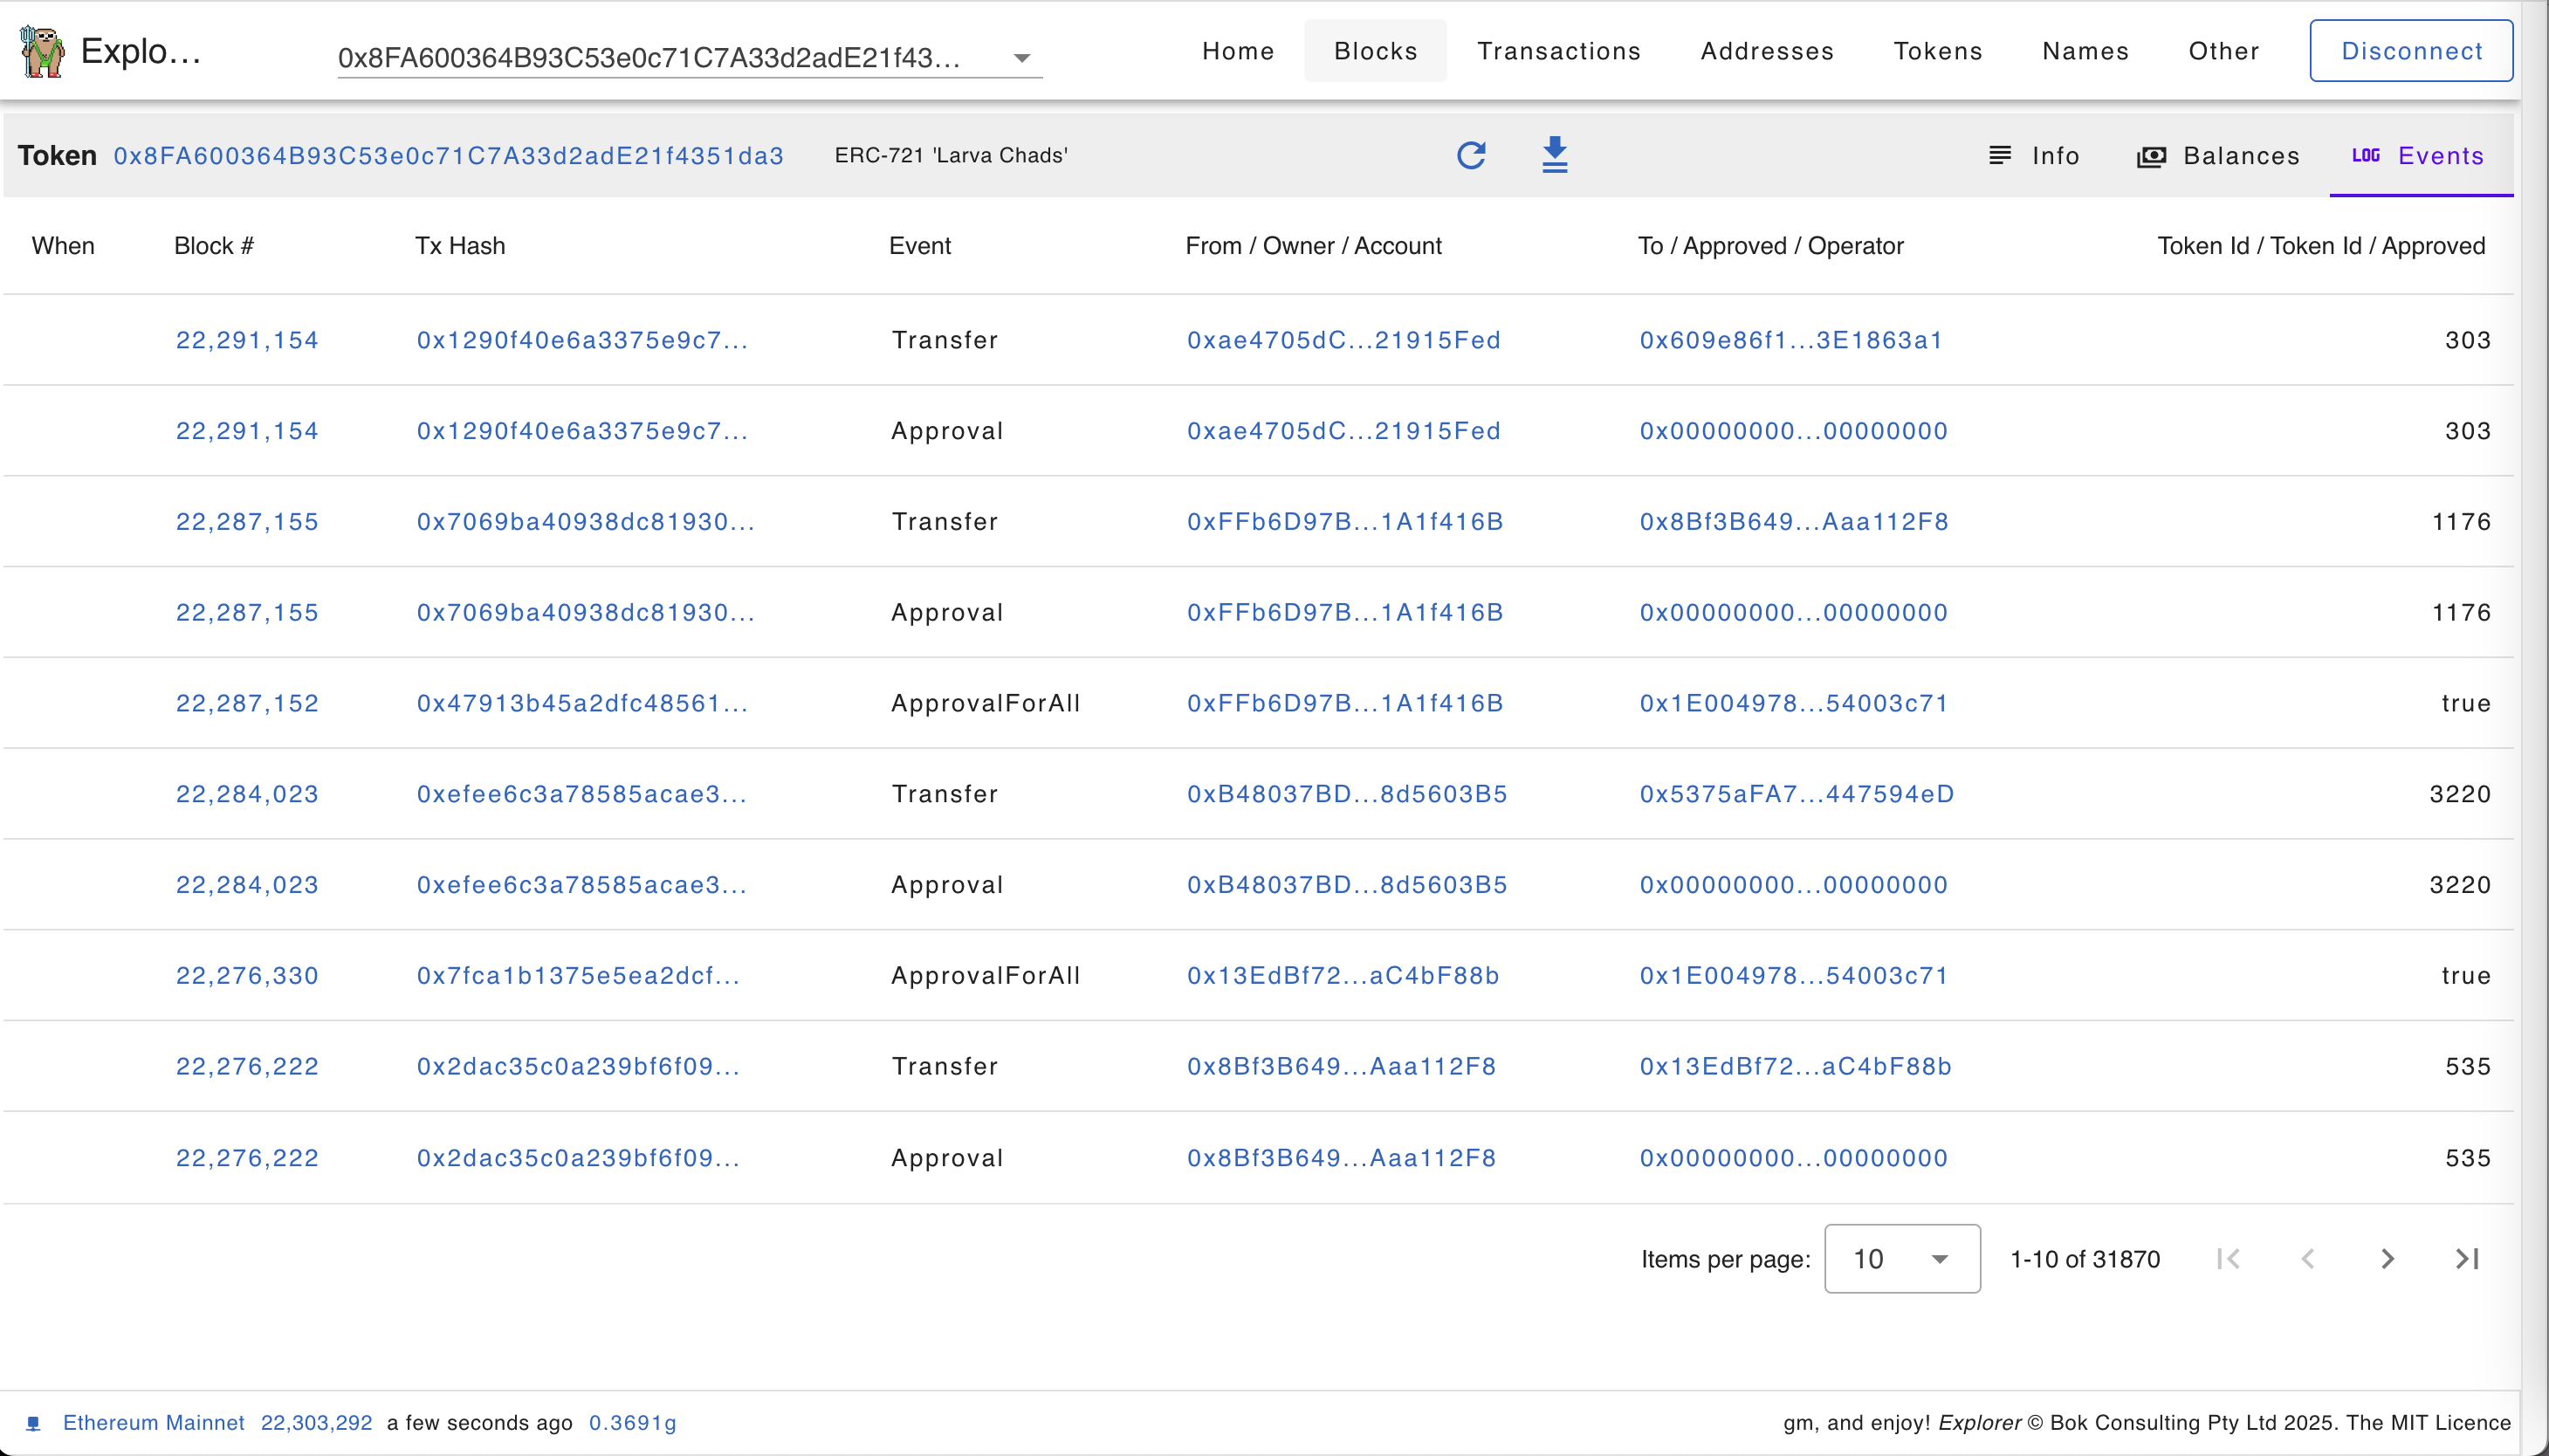 Explo... 0x8FA600364B93C53e0c71C7A33d2adE21f43... Home Blocks Transactions Addresses Tokens Names Other Disconnect
Token 0x8FA600364B93C53e0c71C7A33d2adE21f4351da3 ERC-721 'Larva Chads' Info Balances LOG Events
When Block # Tx Hash Event From / Owner / Account To / Approved / Operator Token Id / Token Id / Approved
22,291,154 0x1290f40e6a3375e9c7... Transfer 0xae4705dC...21915Fed 0x609e86f1...3E1863a1 303
22,291,154 0x1290f40e6a3375e9c7... Approval 0xae4705dC...21915Fed 0x00000000...00000000 303
22,287,155 0x7069ba40938dc81930... Transfer 0xFFb6D97B...1A1f416B 0x8Bf3B649...Aaa112F8 1176
22,287,155 0x7069ba40938dc81930... Approval 0xFFb6D97B...1A1f416B 0x00000000...00000000 1176
22,287,152 0x47913b45a2dfc48561... ApprovalForAll 0xFFb6D97B...1A1f416B 0x1E004978...54003c71 true
22,284,023 0xefee6c3a78585acae3... Transfer 0xB48037BD...8d5603B5 0x5375aFA7...447594eD 3220
22,284,023 0xefee6c3a78585acae3... Approval 0xB48037BD...8d5603B5 0x00000000...00000000 3220
22,276,330 0x7fca1b1375e5ea2dcf... ApprovalForAll 0x13EdBf72...aC4bF88b 0x1E004978...54003c71 true
22,276,222 0x2dac35c0a239bf6f09... Transfer 0x8Bf3B649...Aaa112F8 0x13EdBf72...aC4bF88b 535
22,276,222 0x2dac35c0a239bf6f09... Approval 0x8Bf3B649...Aaa112F8 0x00000000...00000000 535
Items per page: 10 1-10 of 31870
Ethereum Mainnet 22,303,292 a few seconds ago 0.3691g gm, and enjoy! Explorer © Bok Consulting Pty Ltd 2025. The MIT Licence